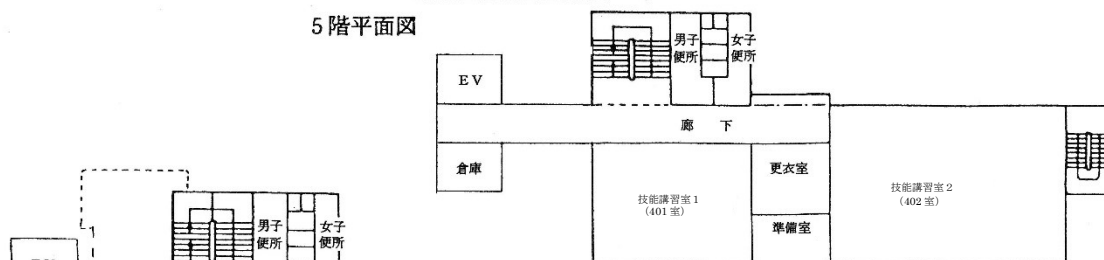 5階平面図
男子
便所
女子
便所
EV
廊 下
倉庫
更衣室
技能講習室1
(401室)
技能講習室2
(402室)
準備室
男子
便所
女子
便所